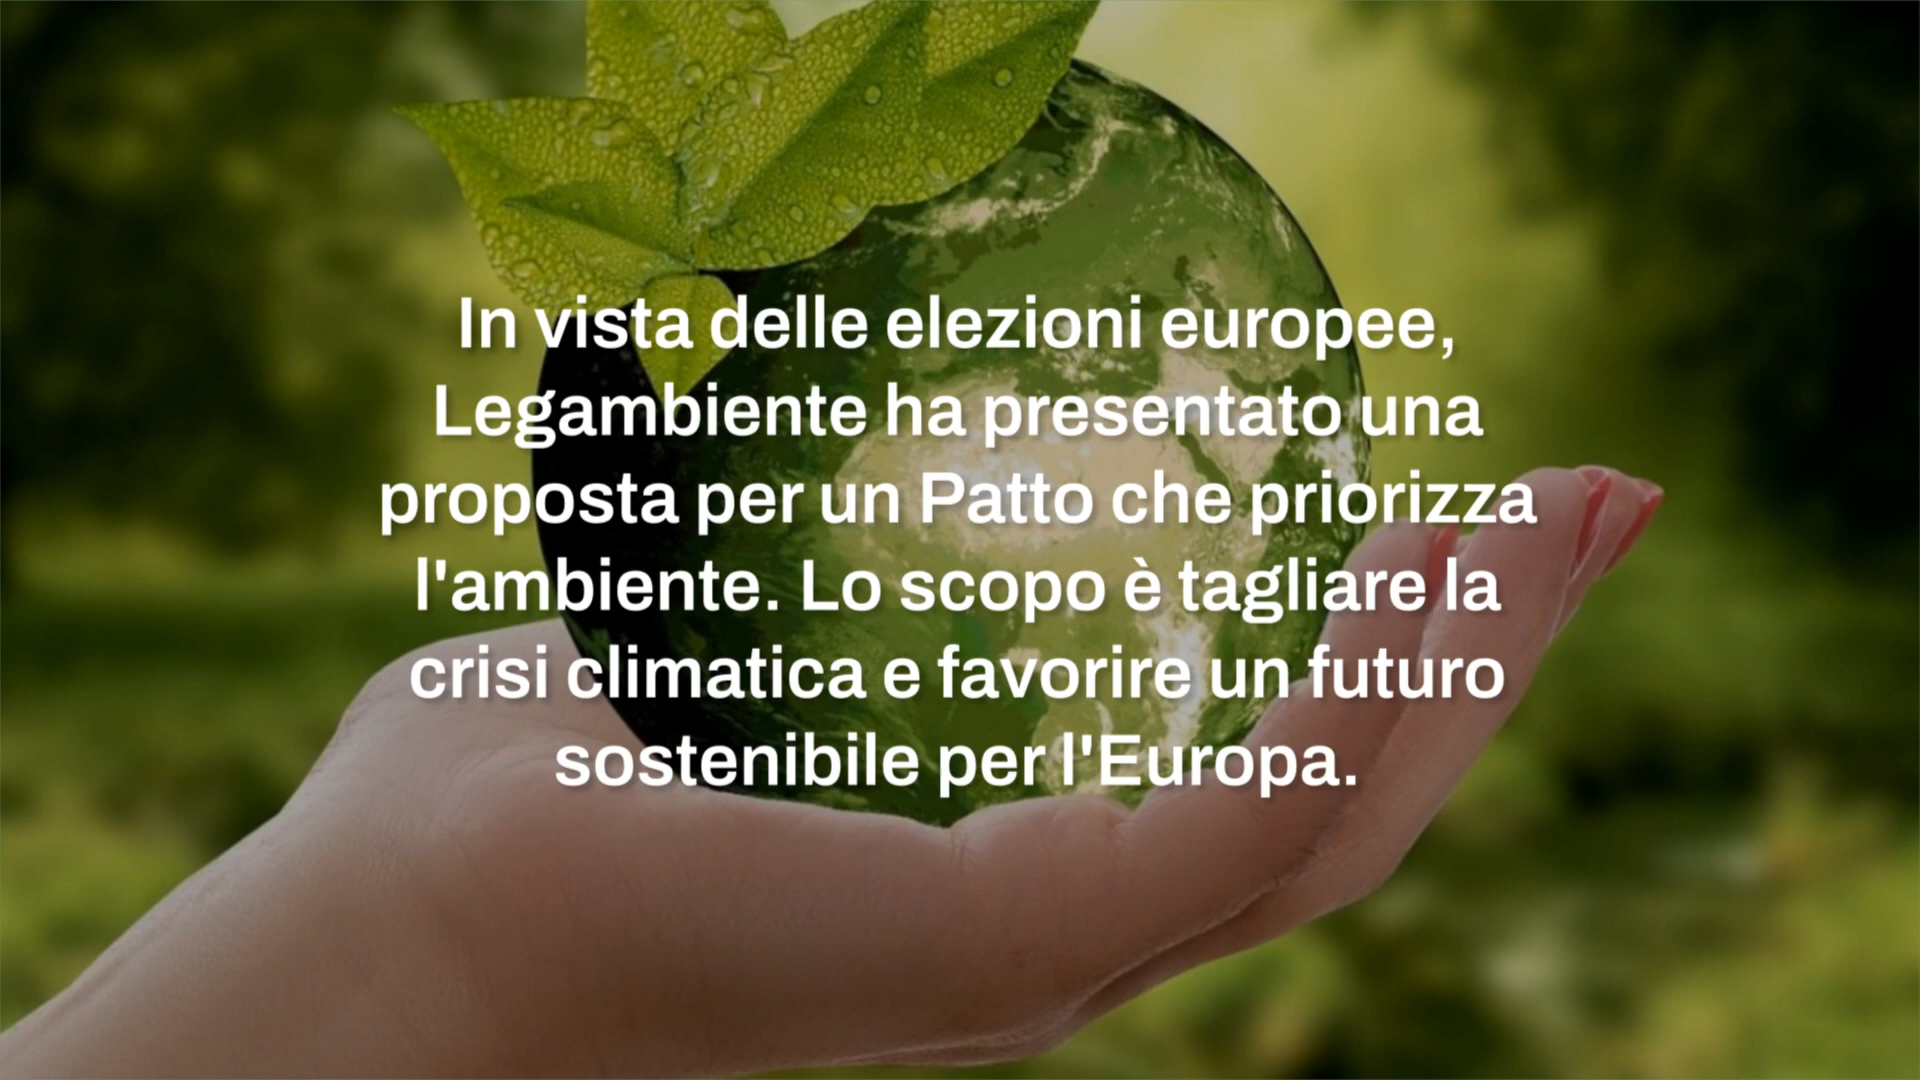 In vista delle elezioni europee,
Legambiente ha presentato una
proposta per un Patto che priorizza
l'ambiente. Lo scopo è tagliare la
crisi climatica e favorire un futuro
sostenibile per l'Europa.